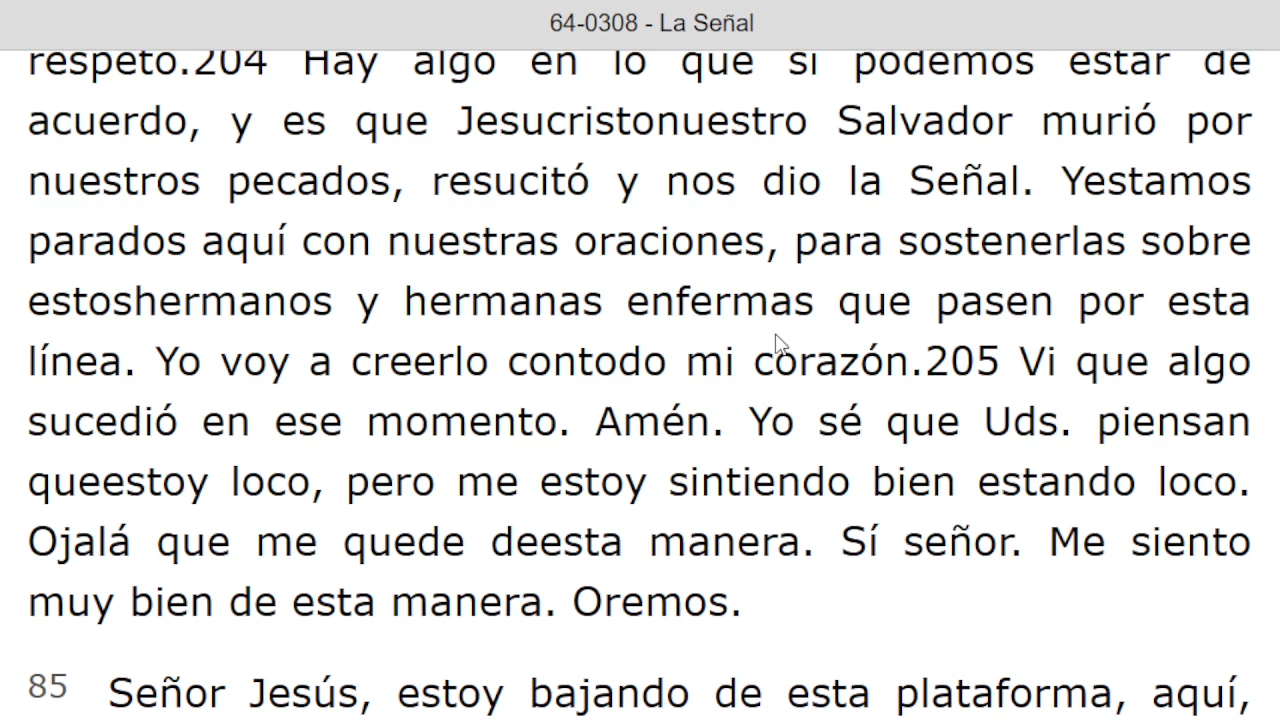 64-0308 - La Señal
respeto.204 Hay algo en lo que sí podemos estar de
acuerdo, y es que Jesucristonuestro Salvador murió por
nuestros pecados, resucitó y nos dio la Señal. Yestamos
parados aquí con nuestras oraciones, para sostenerlas sobre
estoshermanos y hermanas enfermas que pasen por esta
línea. Yo voy a creerlo contodo mi corazón.205 Vi que algo
sucedió en ese momento. Amén. Yo sé que Uds. piensan
queestoy loco, pero me estoy sintiendo bien estando loco.
Ojalá que me quede deesta manera. Sí señor. Me siento
muy bien de esta manera. Oremos.
85 Señor Jesús, estoy bajando de esta plataforma, aquí,